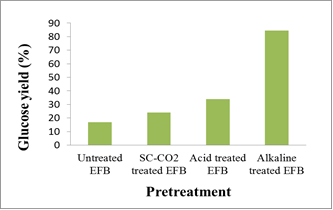 Glucose yield (%)
90
80
70
60
50
40
30
20
10
0
Untreated EFB
SC-CO2 treated EFB
Acid treated EFB
Alkaline treated EFB
Pretreatment